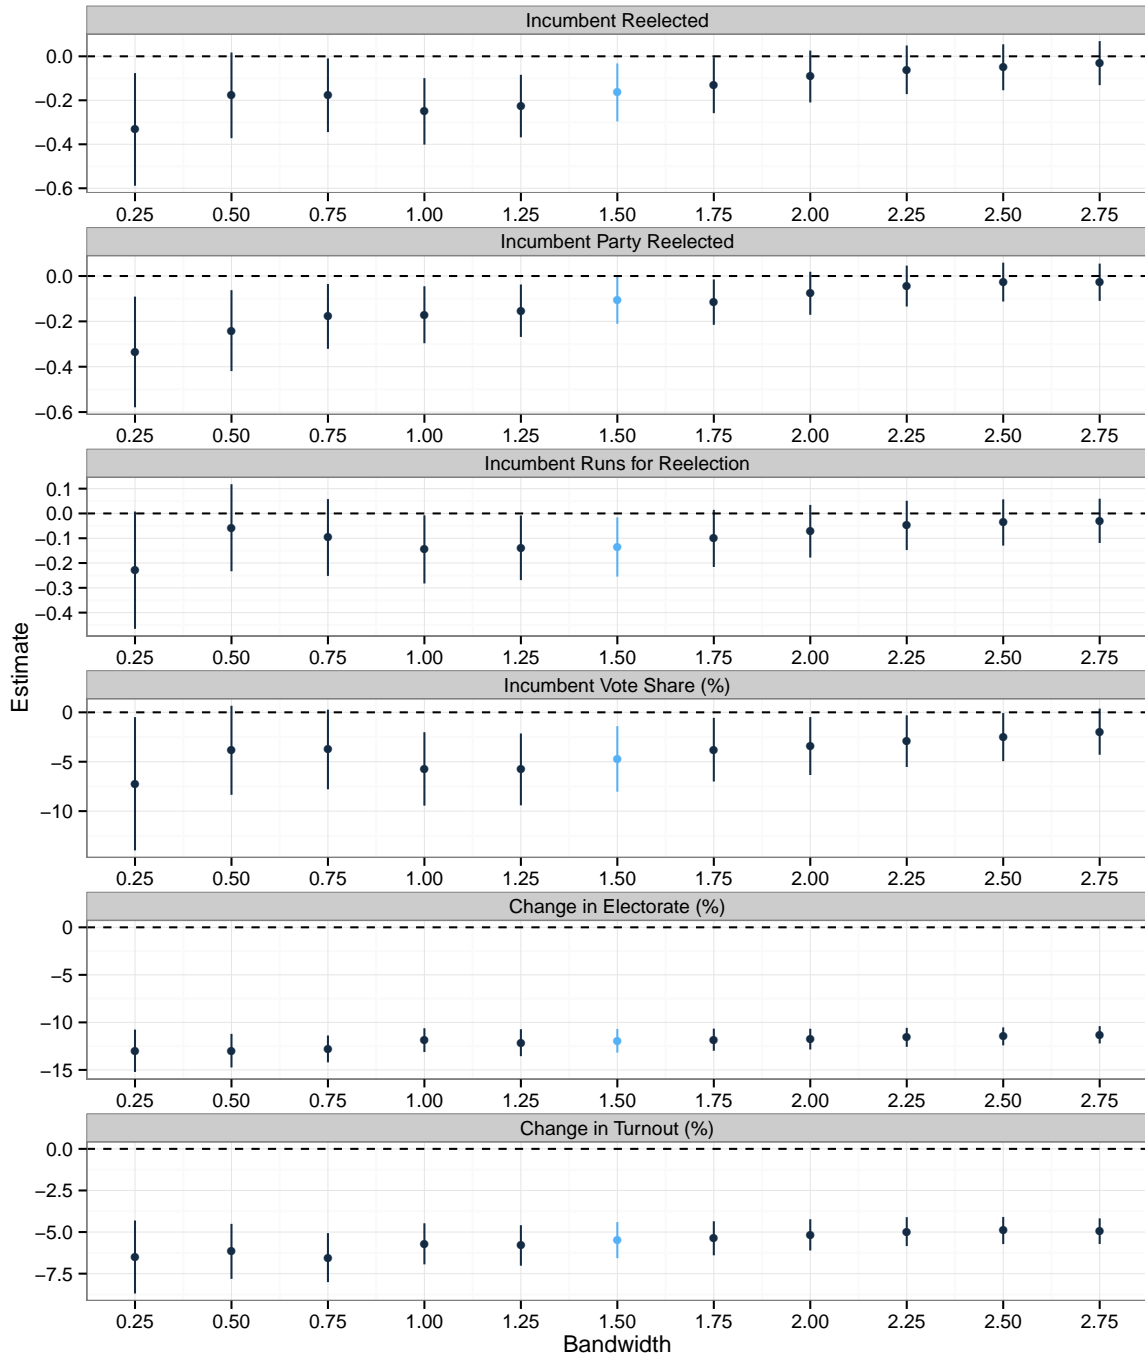 Incumbent Reelected
0.0
−0.2
−0.4
−0.6
0.25 0.50 0.75 1.00 1.25 1.50 1.75 2.00 2.25 2.50 2.75
Incumbent Party Reelected
0.0
−0.2
−0.4
−0.6
0.25 0.50 0.75 1.00 1.25 1.50 1.75 2.00 2.25 2.50 2.75
Incumbent Runs for Reelection
0.1
0.0
−0.1
−0.2
−0.3
−0.4
0.25 0.50 0.75 1.00 1.25 1.50 1.75 2.00 2.25 2.50 2.75
Estimate
Incumbent Vote Share (%)
0
−5
−10
0.25 0.50 0.75 1.00 1.25 1.50 1.75 2.00 2.25 2.50 2.75
Change in Electorate (%)
0
−5
−10
−15
0.25 0.50 0.75 1.00 1.25 1.50 1.75 2.00 2.25 2.50 2.75
Change in Turnout (%)
0.0
−2.5
−5.0
−7.5
0.25 0.50 0.75 1.00 1.25 1.50 1.75 2.00 2.25 2.50 2.75
Bandwidth